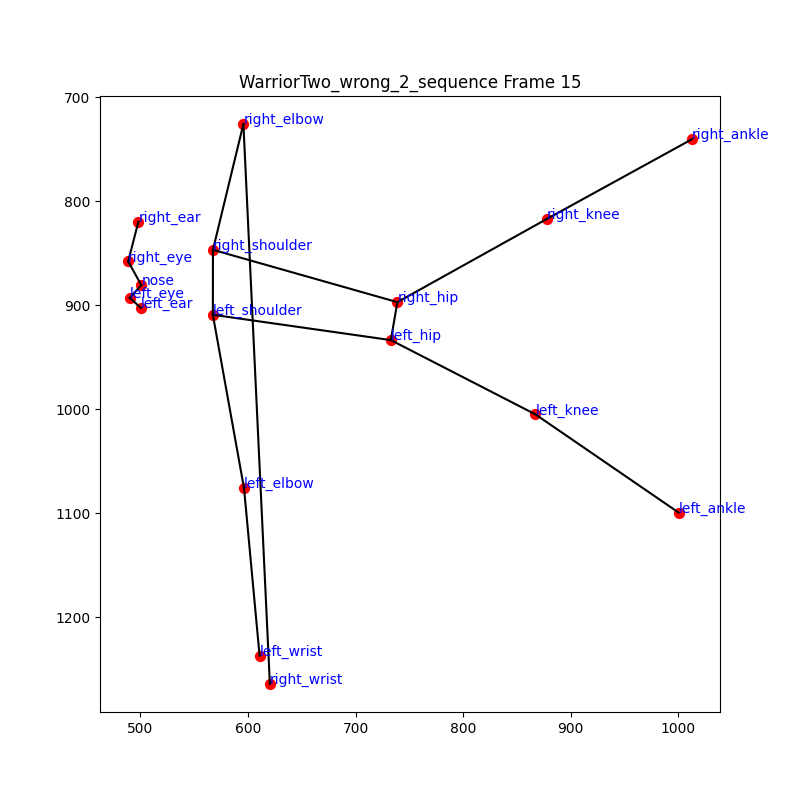 WarriorTwo_wrong_2_sequence Frame 15
700
800
900
1000
1100
1200
500
600
700
800
900
1000
right_elbow
right_ankle
right_ear
right_knee
right_shoulder
right_eye
nose
left_eye
left_ear
right_hip
left_shoulder
left_hip
left_knee
left_elbow
left_ankle
left_wrist
right_wrist